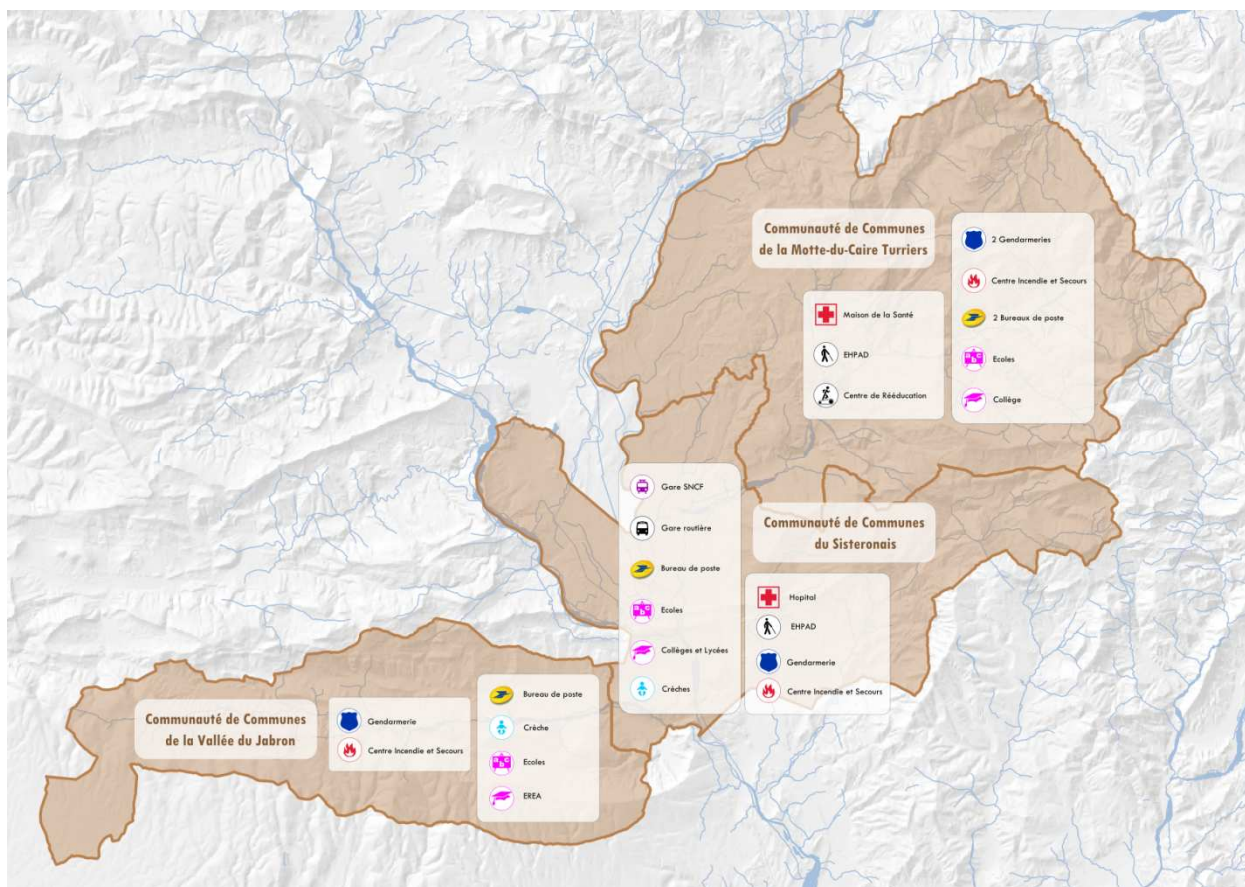 Communauté de Communes
de la Motte-du-Caire Turriers
2 Gendarmeries
Centre Incendie et Secours
2 Bureaux de poste
a b c
Ecoles
Collège
Maison de la Santé
EHPAD
Centre de Rééducation
Gare SNCF
Gare routière
Bureau de poste
a b c
Ecoles
Collèges et Lycées
Crèches
Communauté de Communes
du Sisteronais
Hopital
EHPAD
Gendarmerie
Centre Incendie et Secours
Communauté de Communes
de la Vallée du Jabron
Gendarmerie
Centre Incendie et Secours
Bureau de poste
Crèche
a b c
Ecoles
EREA